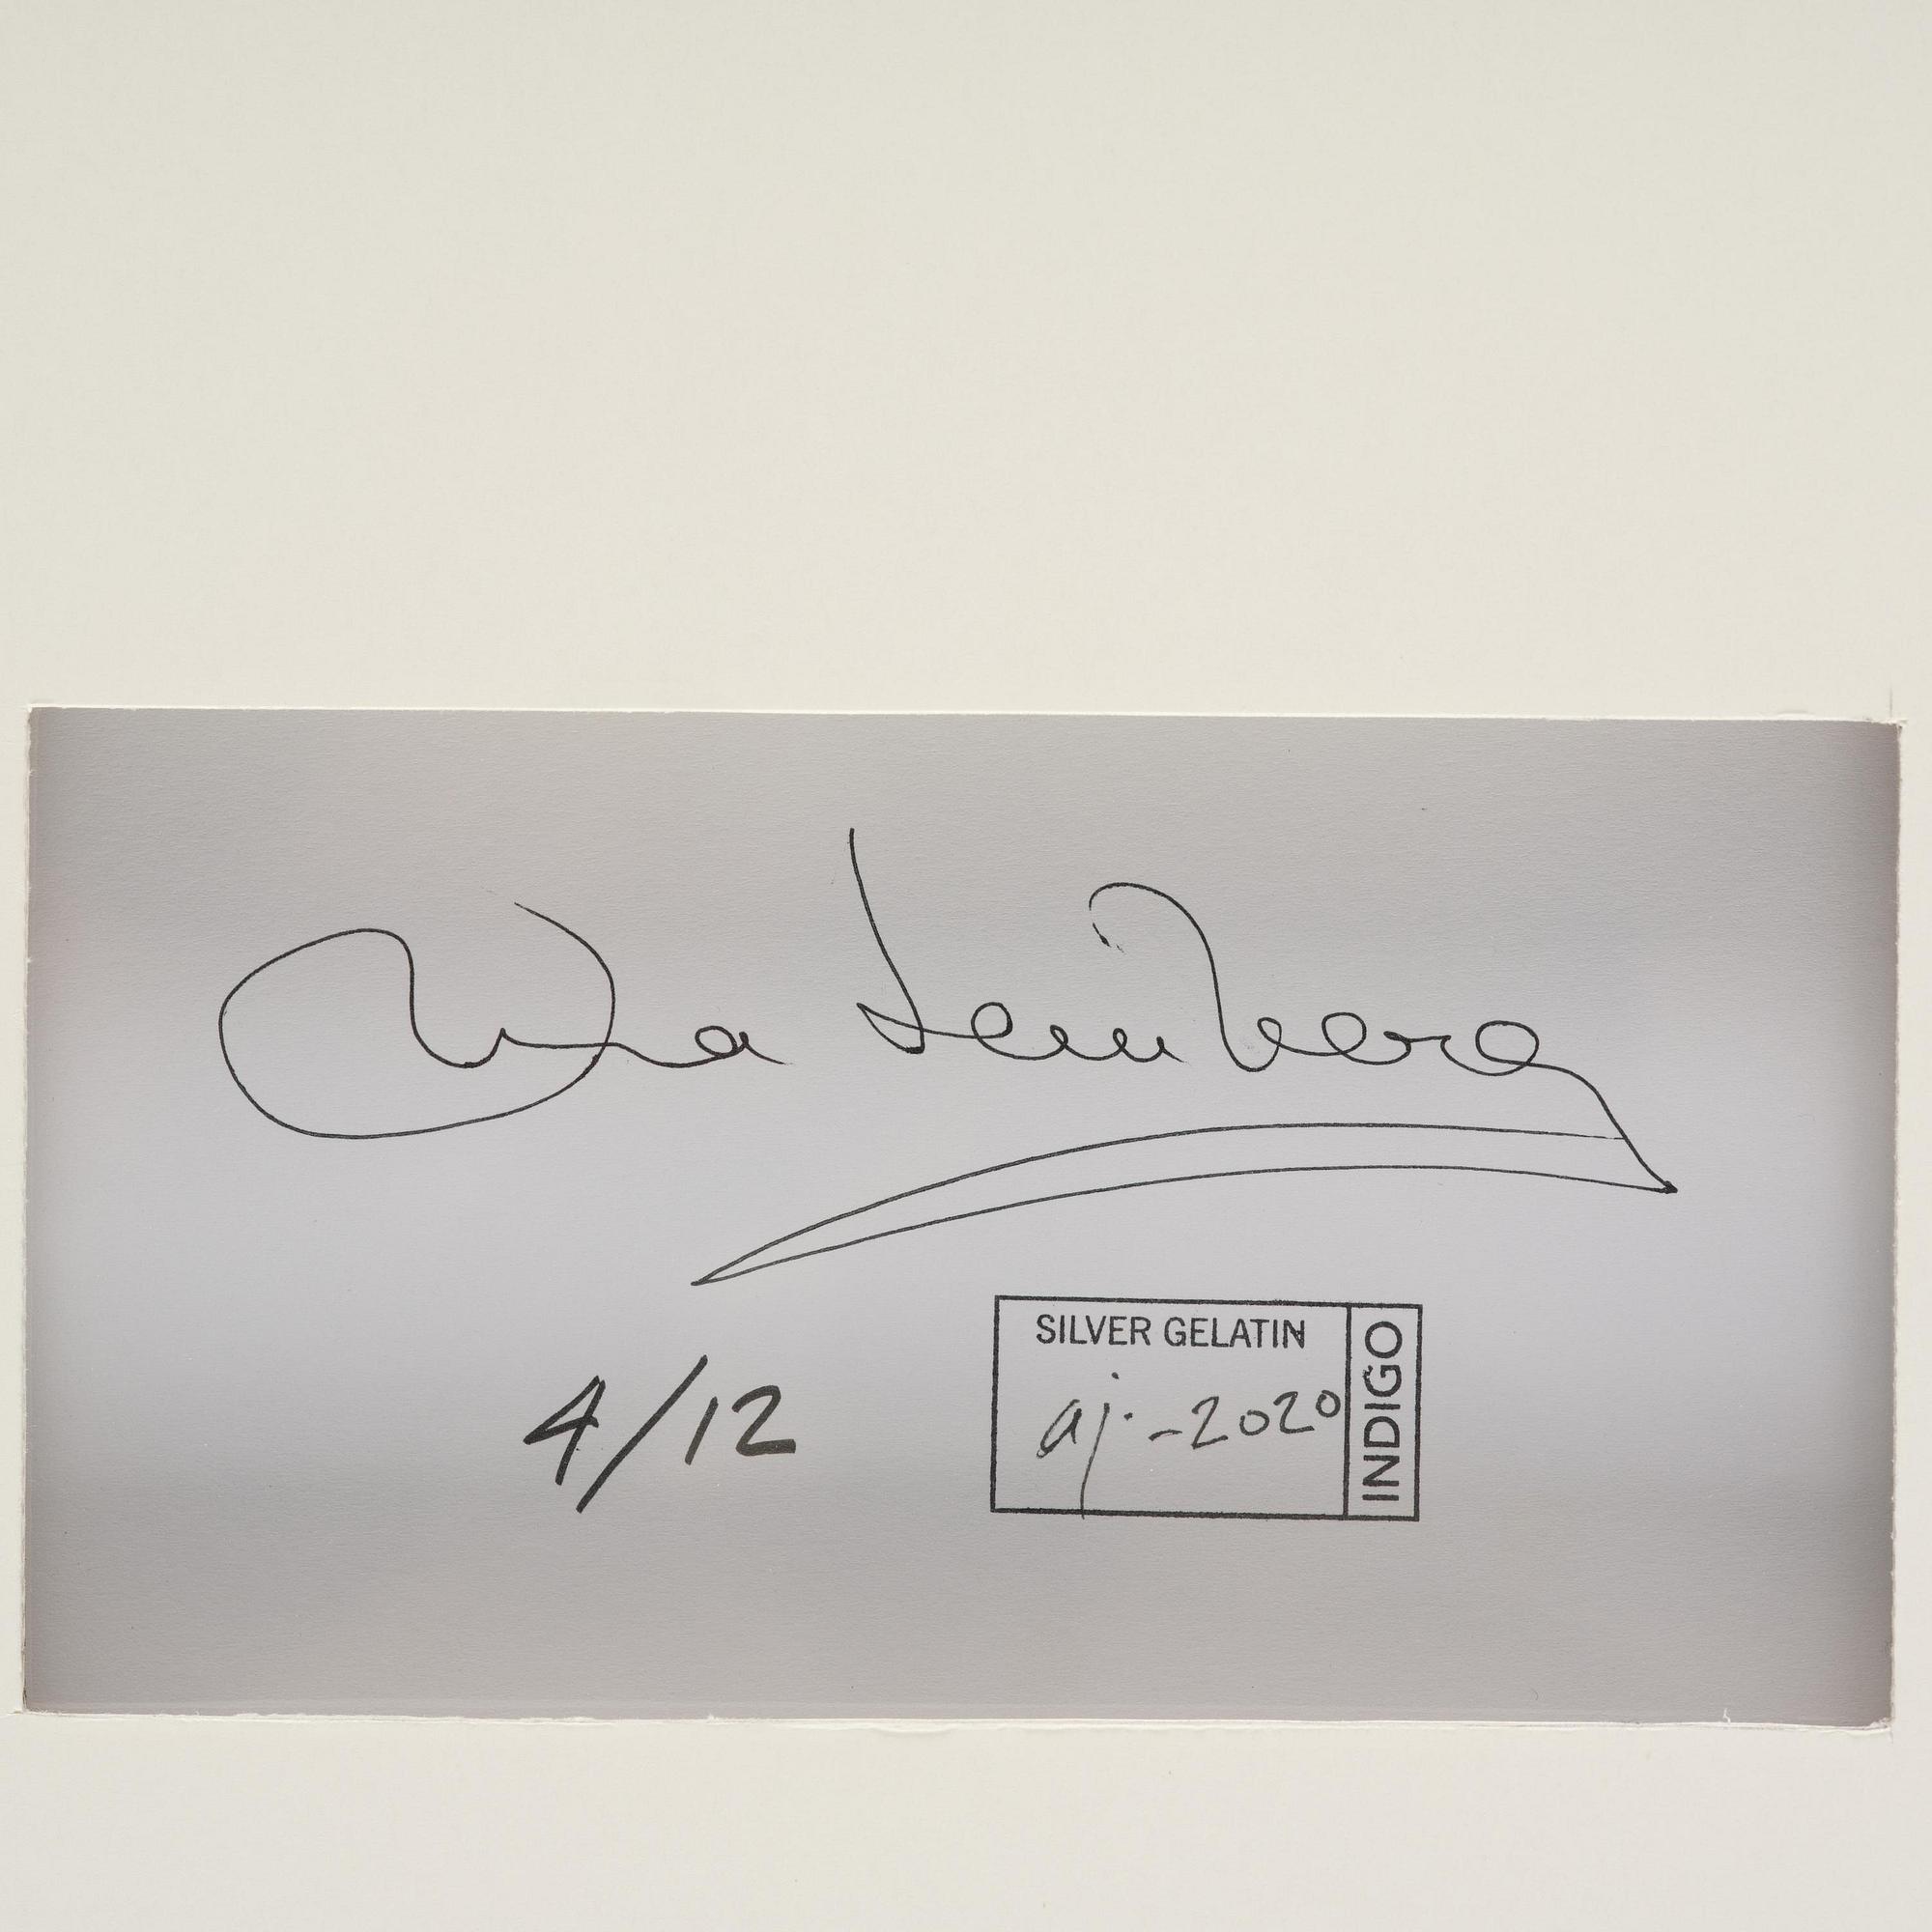 4/12
SILVER GELATIN
aj. -2020
INDIGO